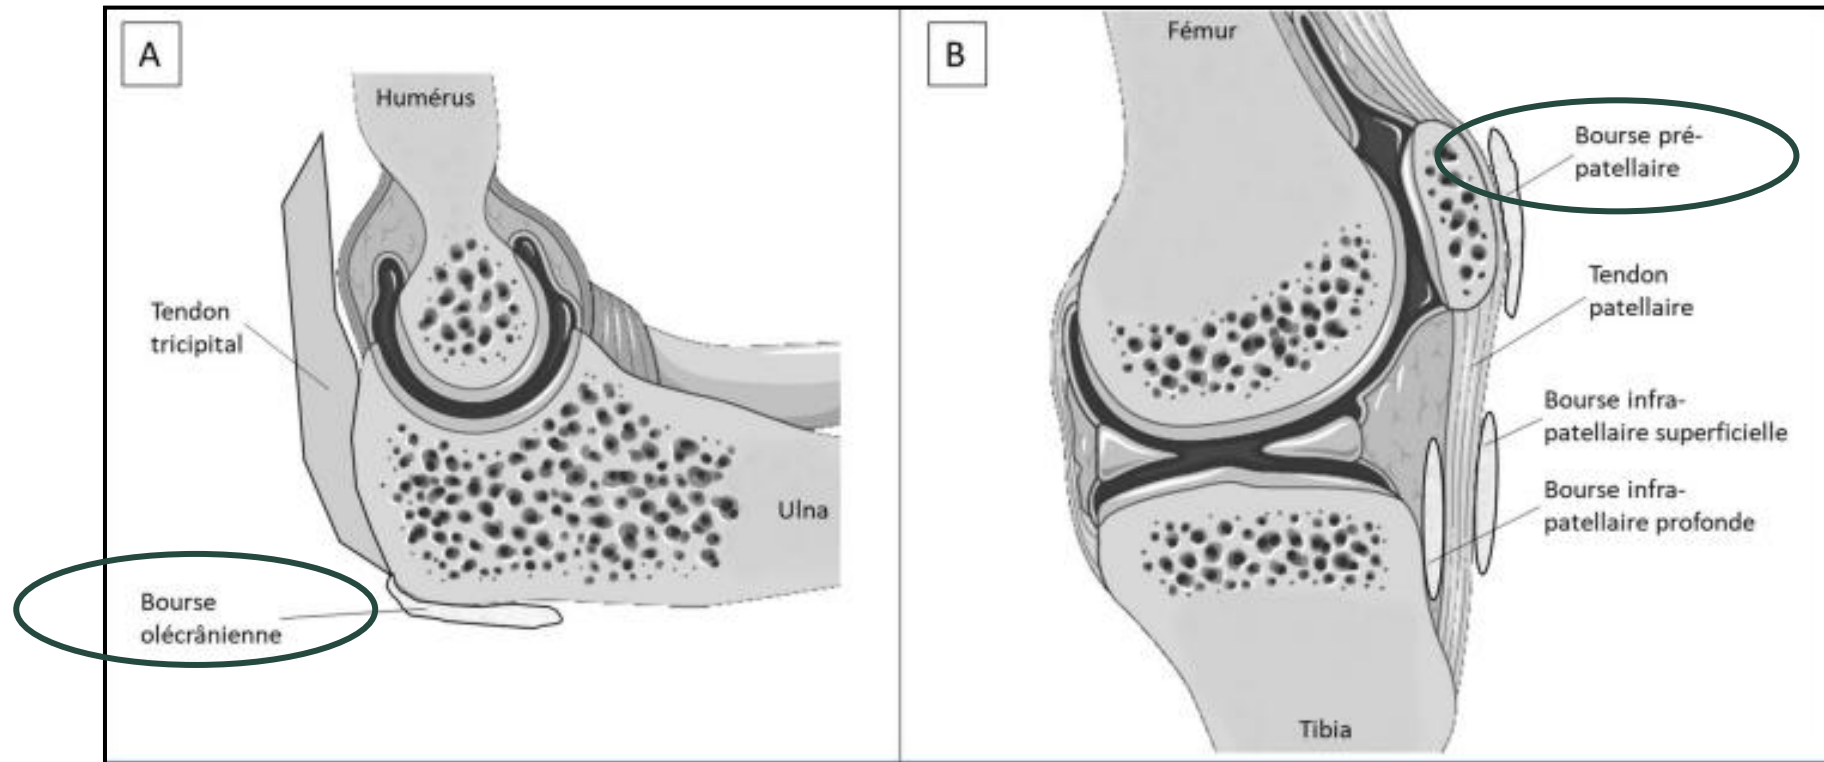 A
Humérus
Tendon
tricipital
Ulna
Bourse
olécrânienne
B
Fémur
Bourse pré-
patellaire
Tendon
patellaire
Bourse infra-
patellaire superficielle
Bourse infra-
patellaire profonde
Tibia